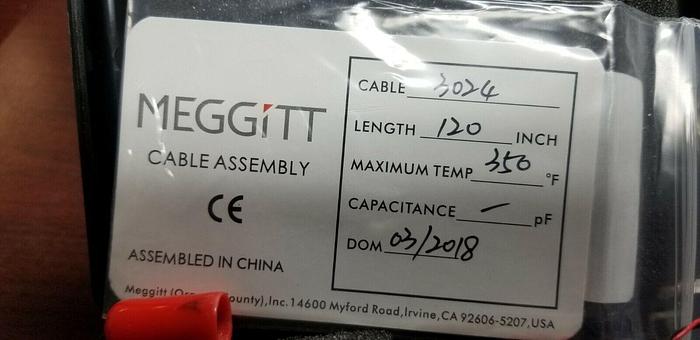 MEGGiTT
CABLE ASSEMBLY
CE
ASSEMBLED IN CHINA
CABLE 3024
LENGTH 120 INCH
MAXIMUM TEMP 350 °F
CAPACITANCE — pF
DOM 03/2018
Meggitt ounty),Inc.14600 Myford Road,Irvine,CA 92606-5207,USA